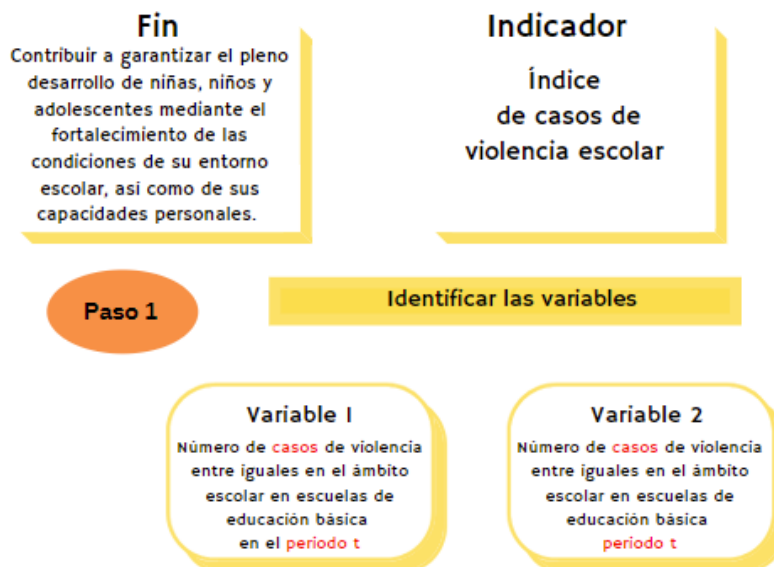 Fin
Contribuir a garantizar el pleno
desarrollo de niñas, niños y
adolescentes mediante el
fortalecimiento de las
condiciones de su entorno
escolar, así como de sus
capacidades personales.
Indicador
Índice
de casos de
violencia escolar
Paso 1
Identificar las variables
Variable 1
Número de casos de violencia
entre iguales en el ámbito
escolar en escuelas de
educación básica
en el periodo t
Variable 2
Número de casos de violencia
entre iguales en el ámbito
escolar en escuelas de
educación básica
periodo t